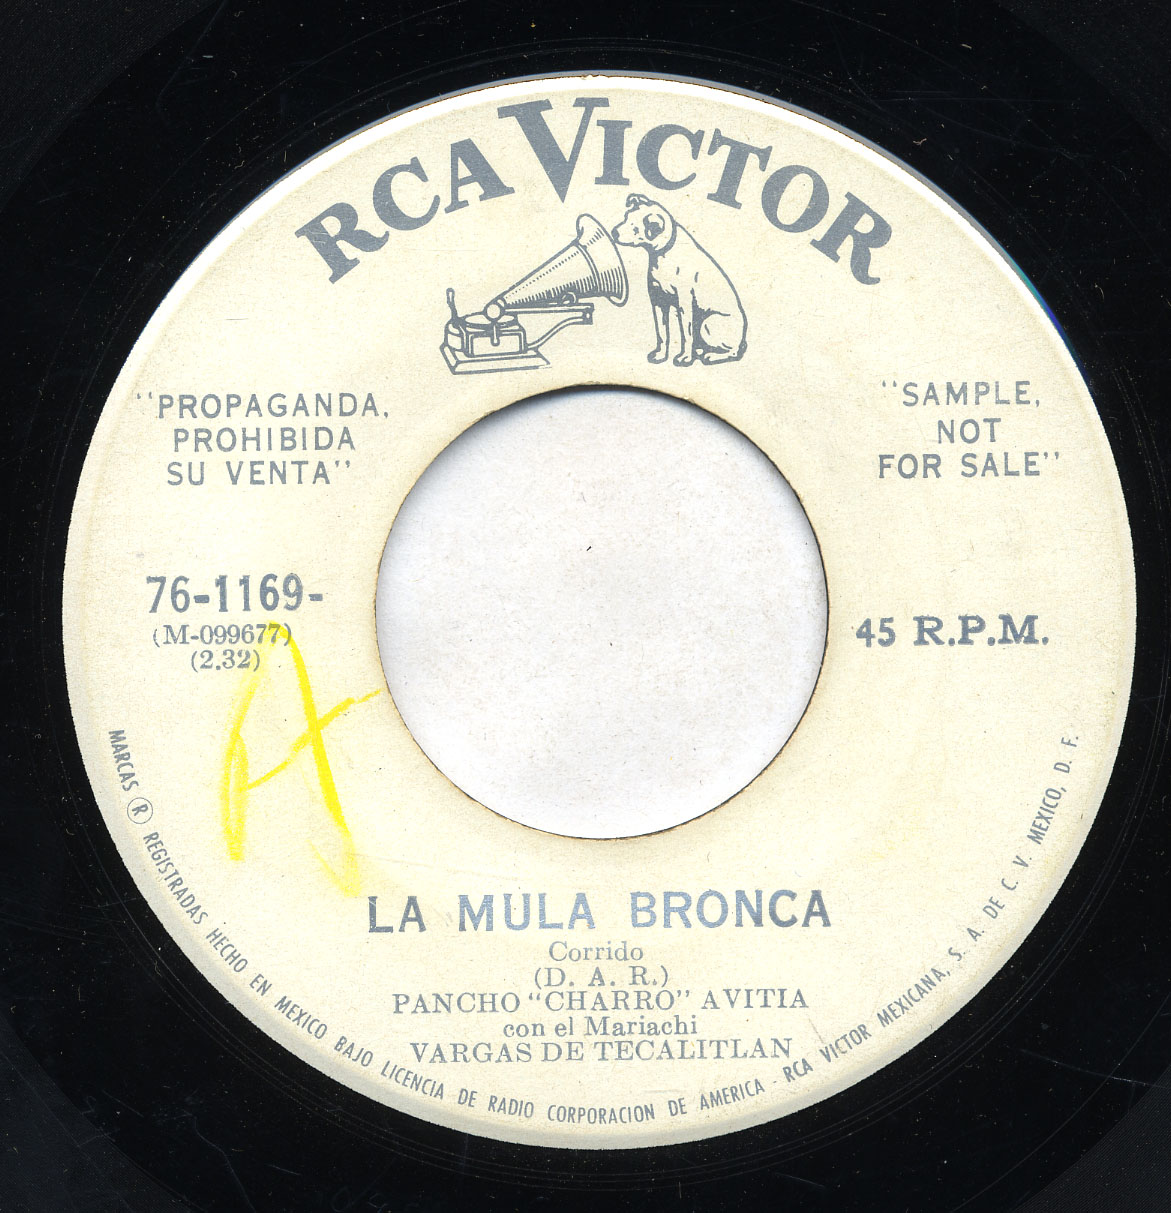 RCA VICTOR
"PROPAGANDA,
PROHIBIDA
SU VENTA"
"SAMPLE,
NOT
FOR SALE"
76-1169-
(M-099677)
(2.32)
A
45 R.P.M.
LA MULA BRONCA
Corrido
(D. A. R.)
PANCHO "CHARRO" AVITIA
con el Mariachi
VARGAS DE TECALITLAN
MARCAS ® REGISTRADAS HECHO EN MEXICO BAJO LICENCIA DE RADIO CORPORACION DE AMERICA - RCA VICTOR MEXICANA, S. A. DE C. V. MEXICO, D. F.